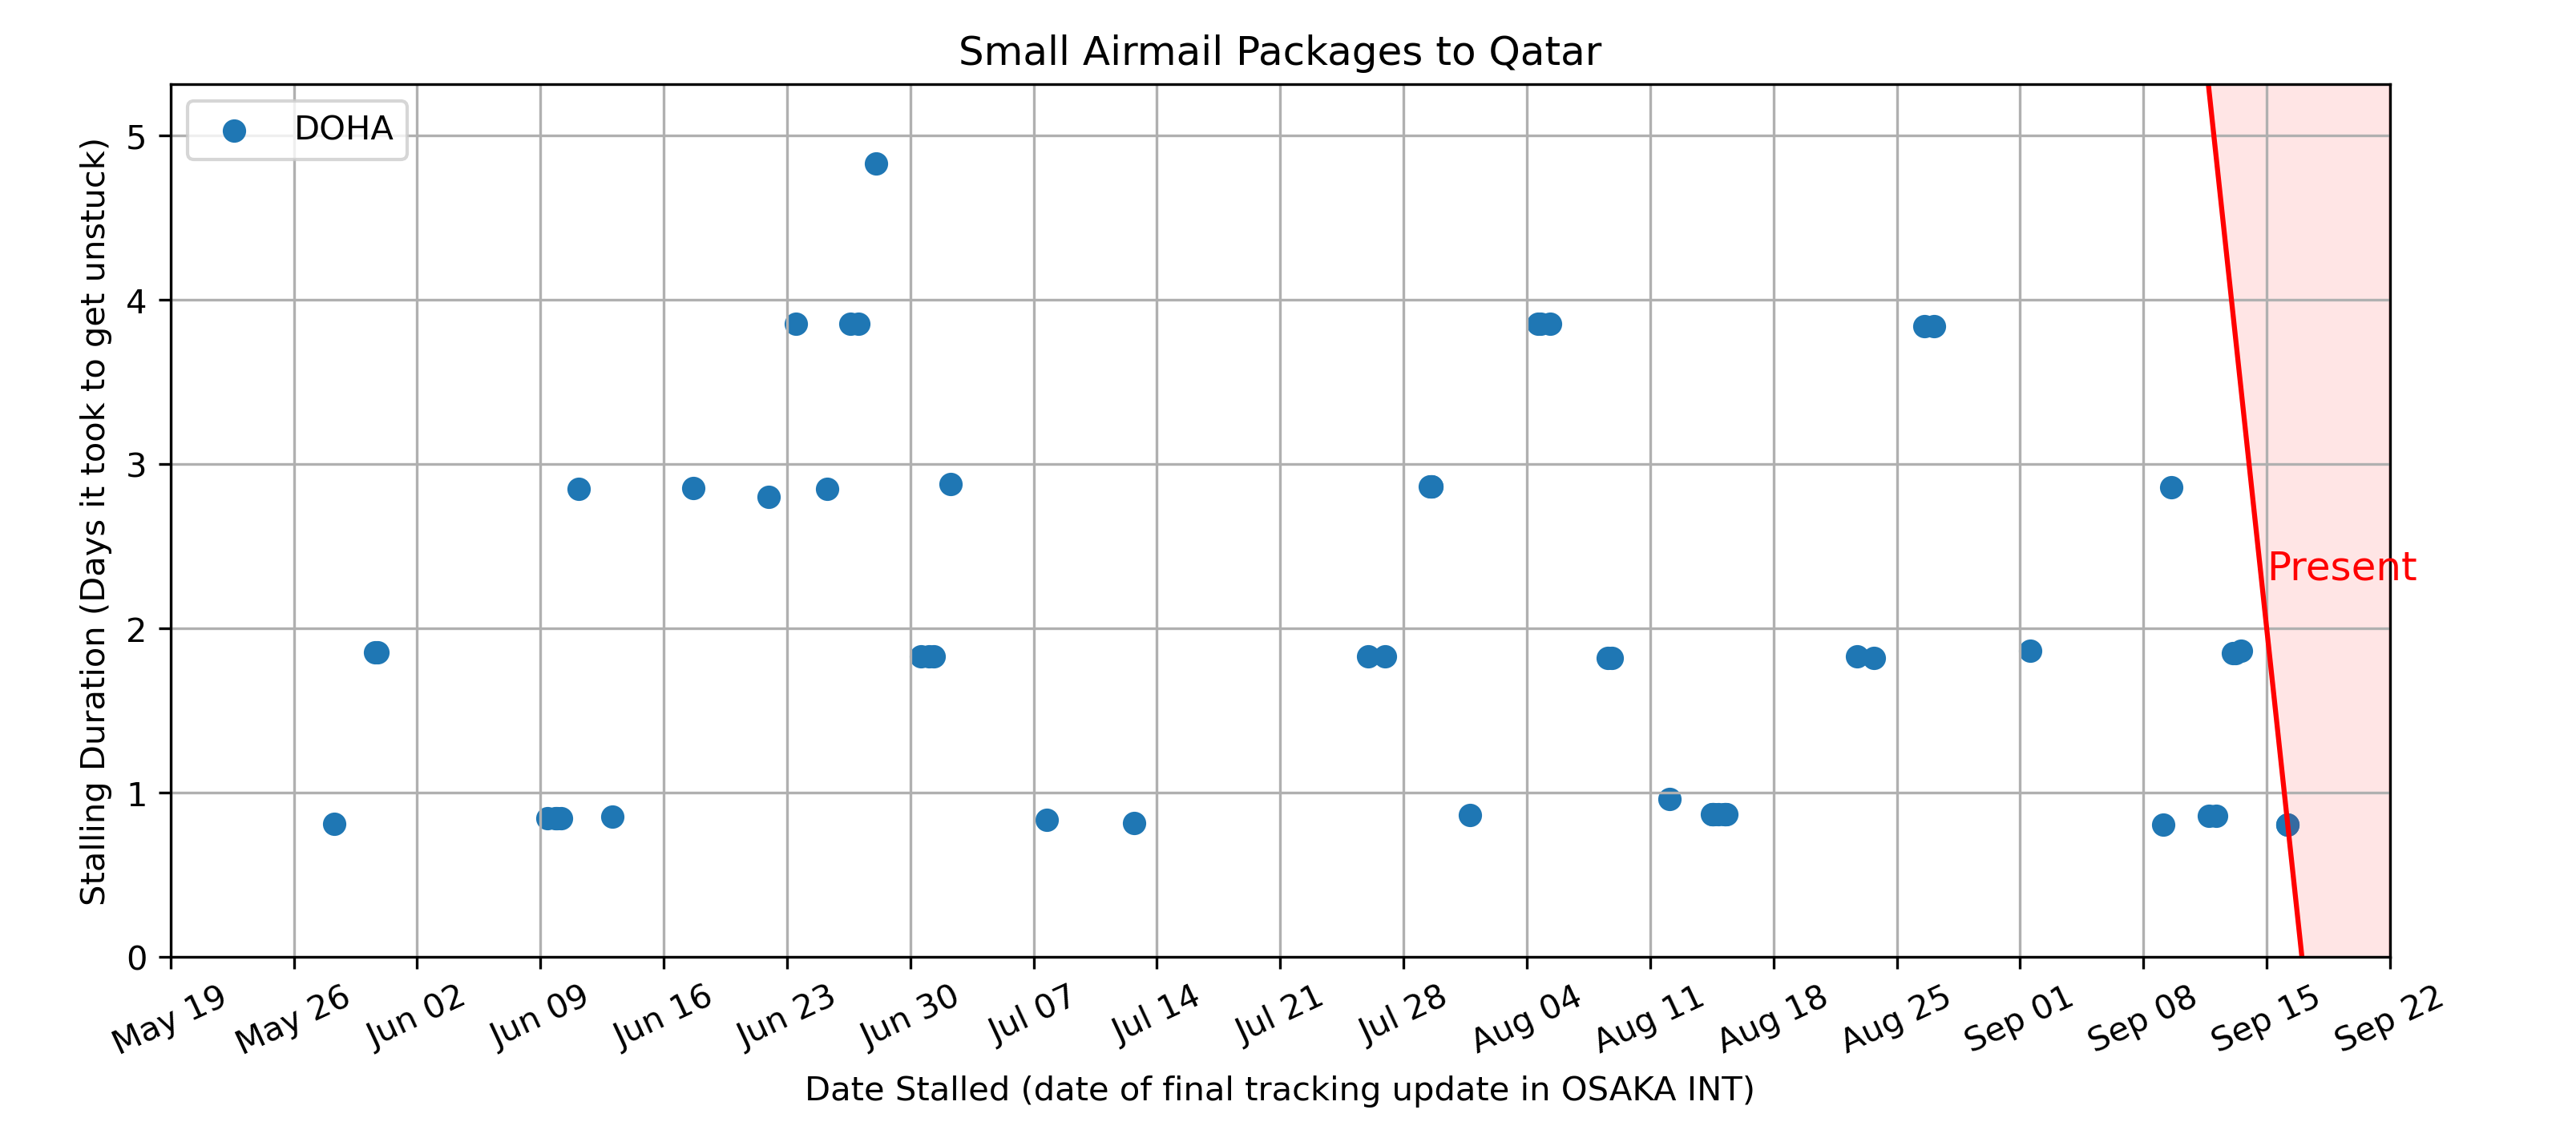 Small Airmail Packages to Qatar
DOHA
Stalling Duration (Days it took to get unstuck)
5
4
3
2
1
0
Present
May 19
May 26
Jun 02
Jun 09
Jun 16
Jun 23
Jun 30
Jul 07
Jul 14
Jul 21
Jul 28
Aug 04
Aug 11
Aug 18
Aug 25
Sep 01
Sep 08
Sep 15
Sep 22
Date Stalled (date of final tracking update in OSAKA INT)